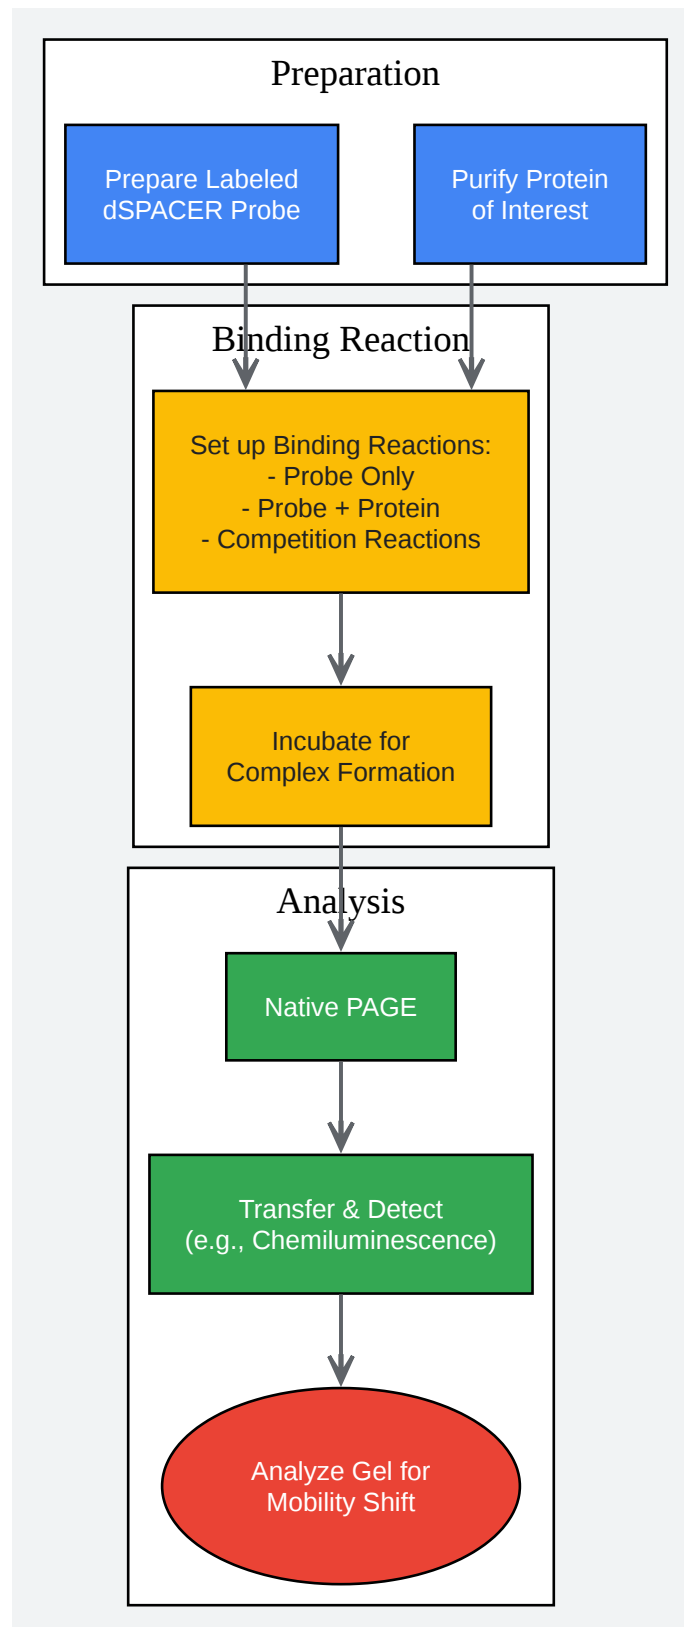 Preparation
Prepare Labeled
dSPACER Probe
Purify Protein
of Interest
Binding Reaction
Set up Binding Reactions:
- Probe Only
- Probe + Protein
- Competition Reactions
Incubate for
Complex Formation
Analysis
Native PAGE
Transfer & Detect
(e.g., Chemiluminescence)
Analyze Gel for
Mobility Shift